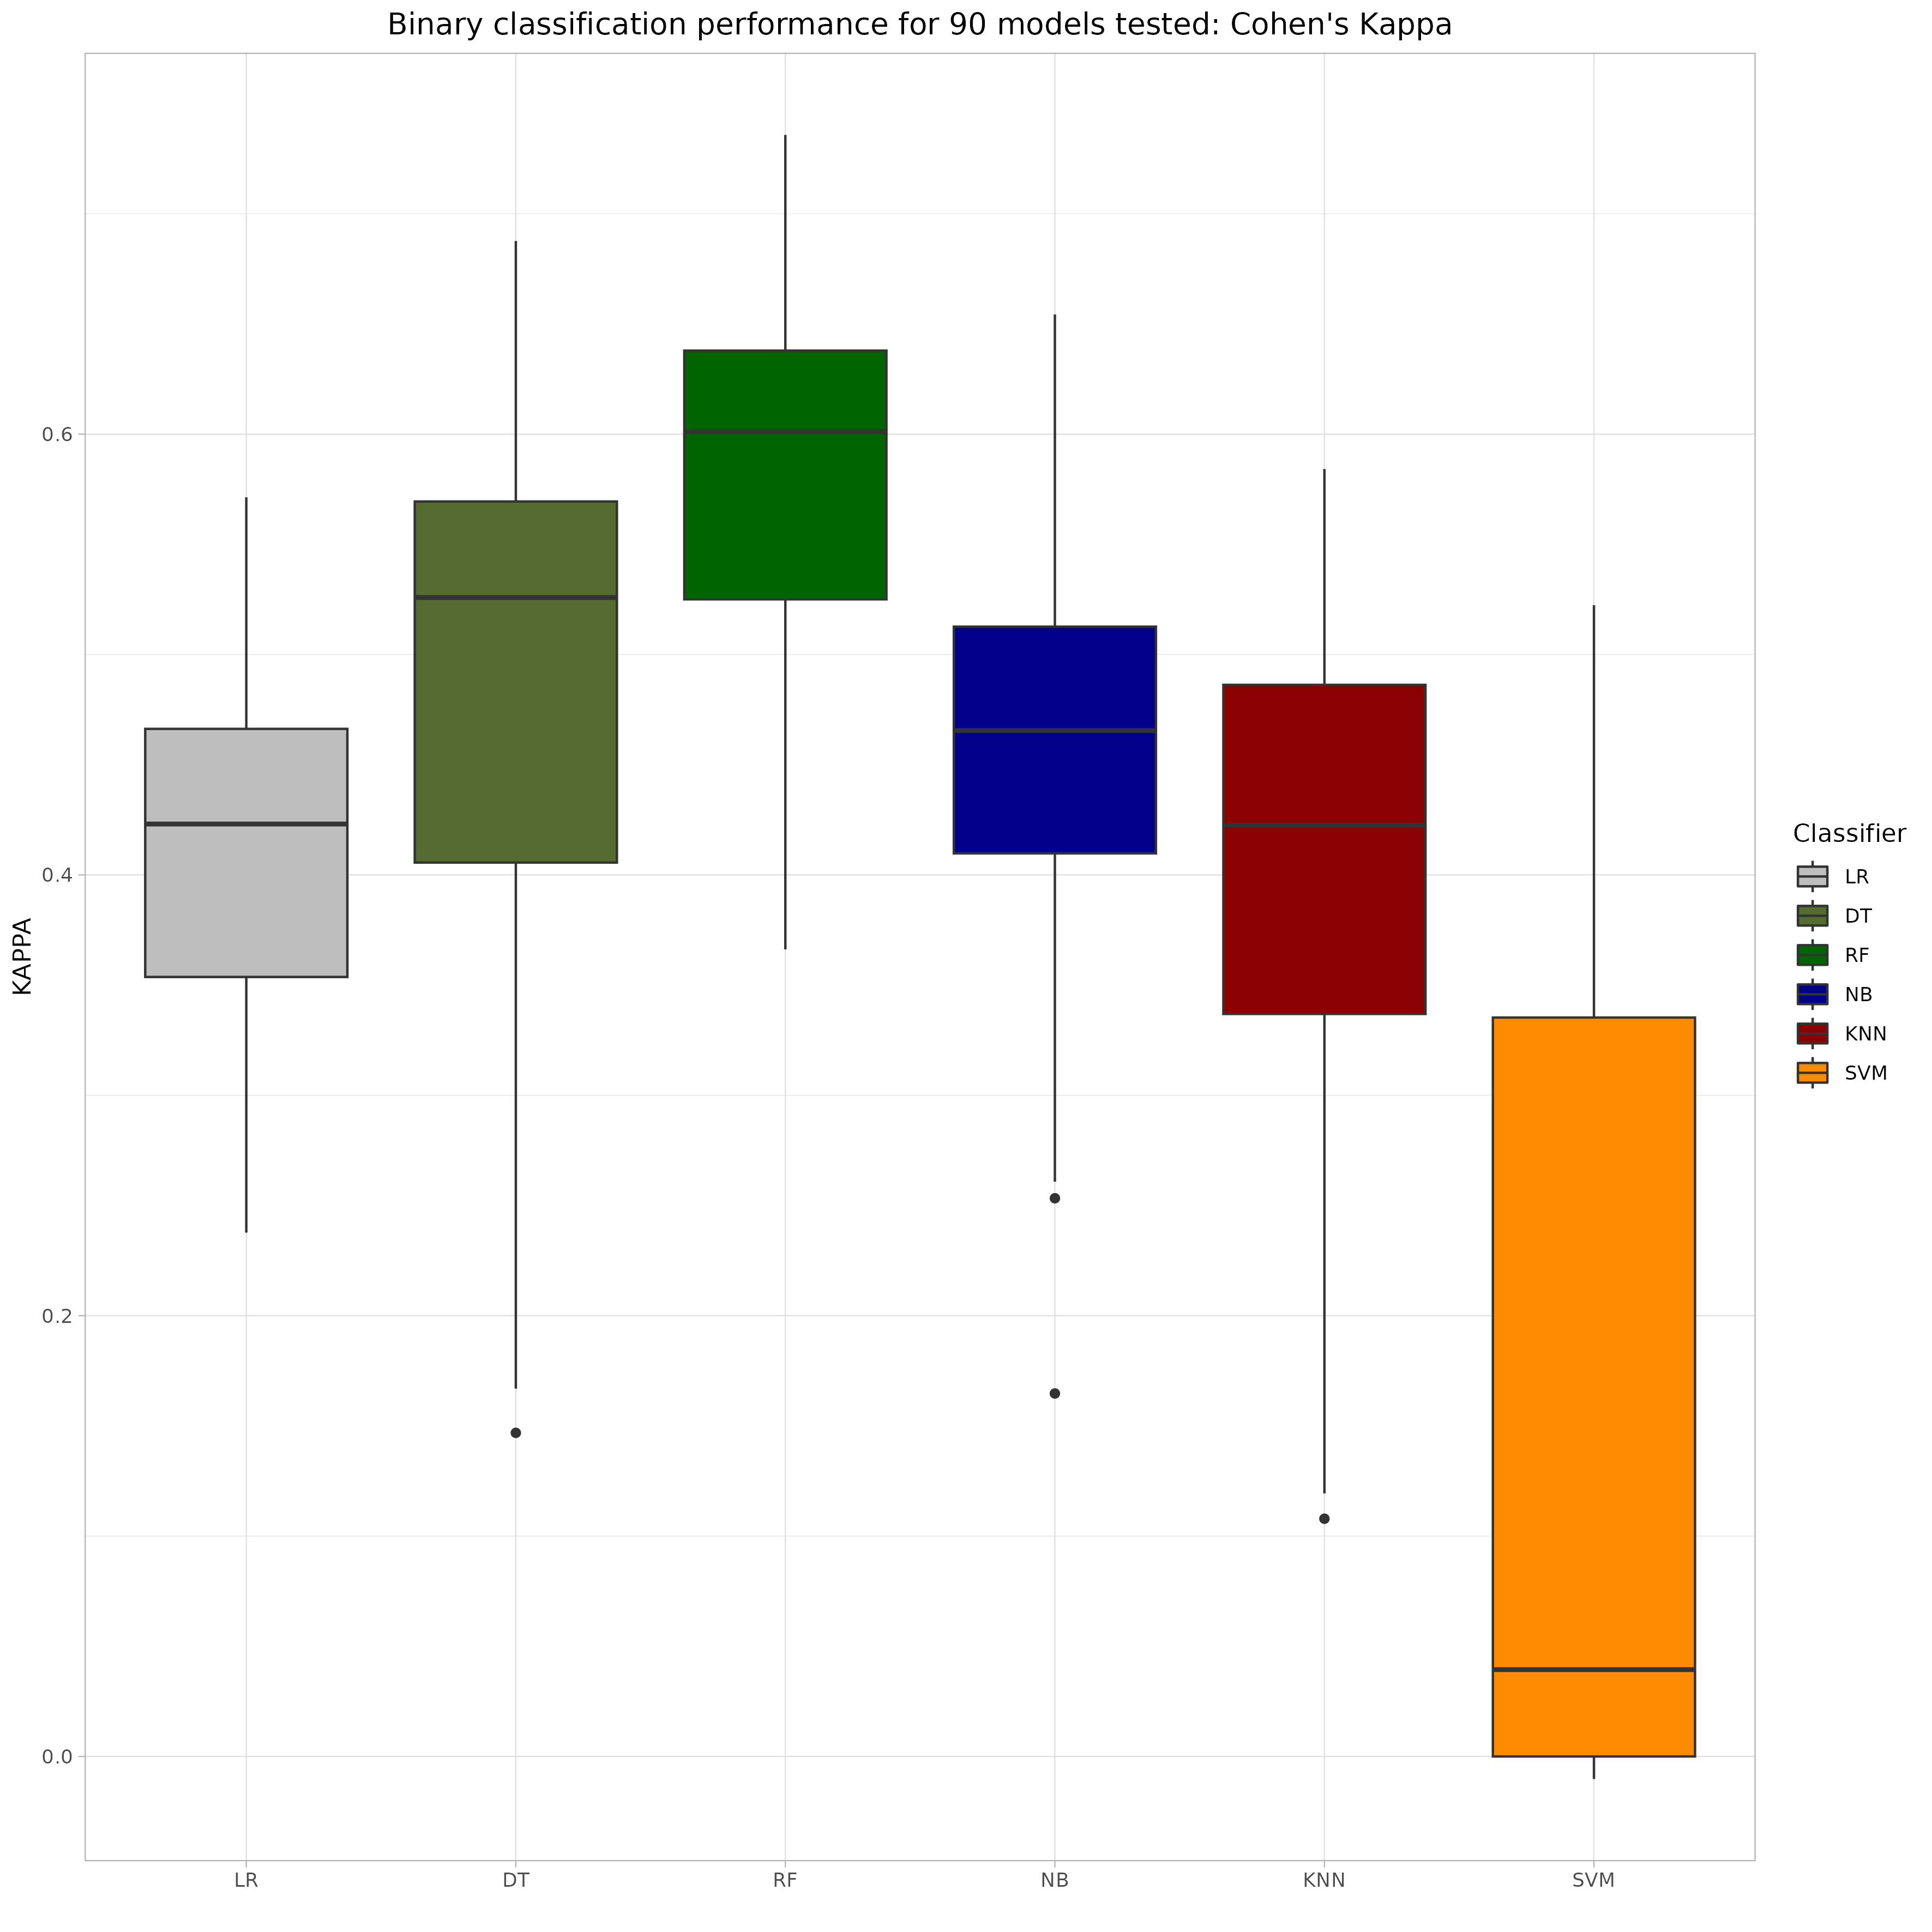 Binary classification performance for 90 models tested: Cohen's Kappa
KAPPA
0.6
0.4
0.2
0.0
LR DT RF NB KNN SVM
Classifier
LR
DT
RF
NB
KNN
SVM